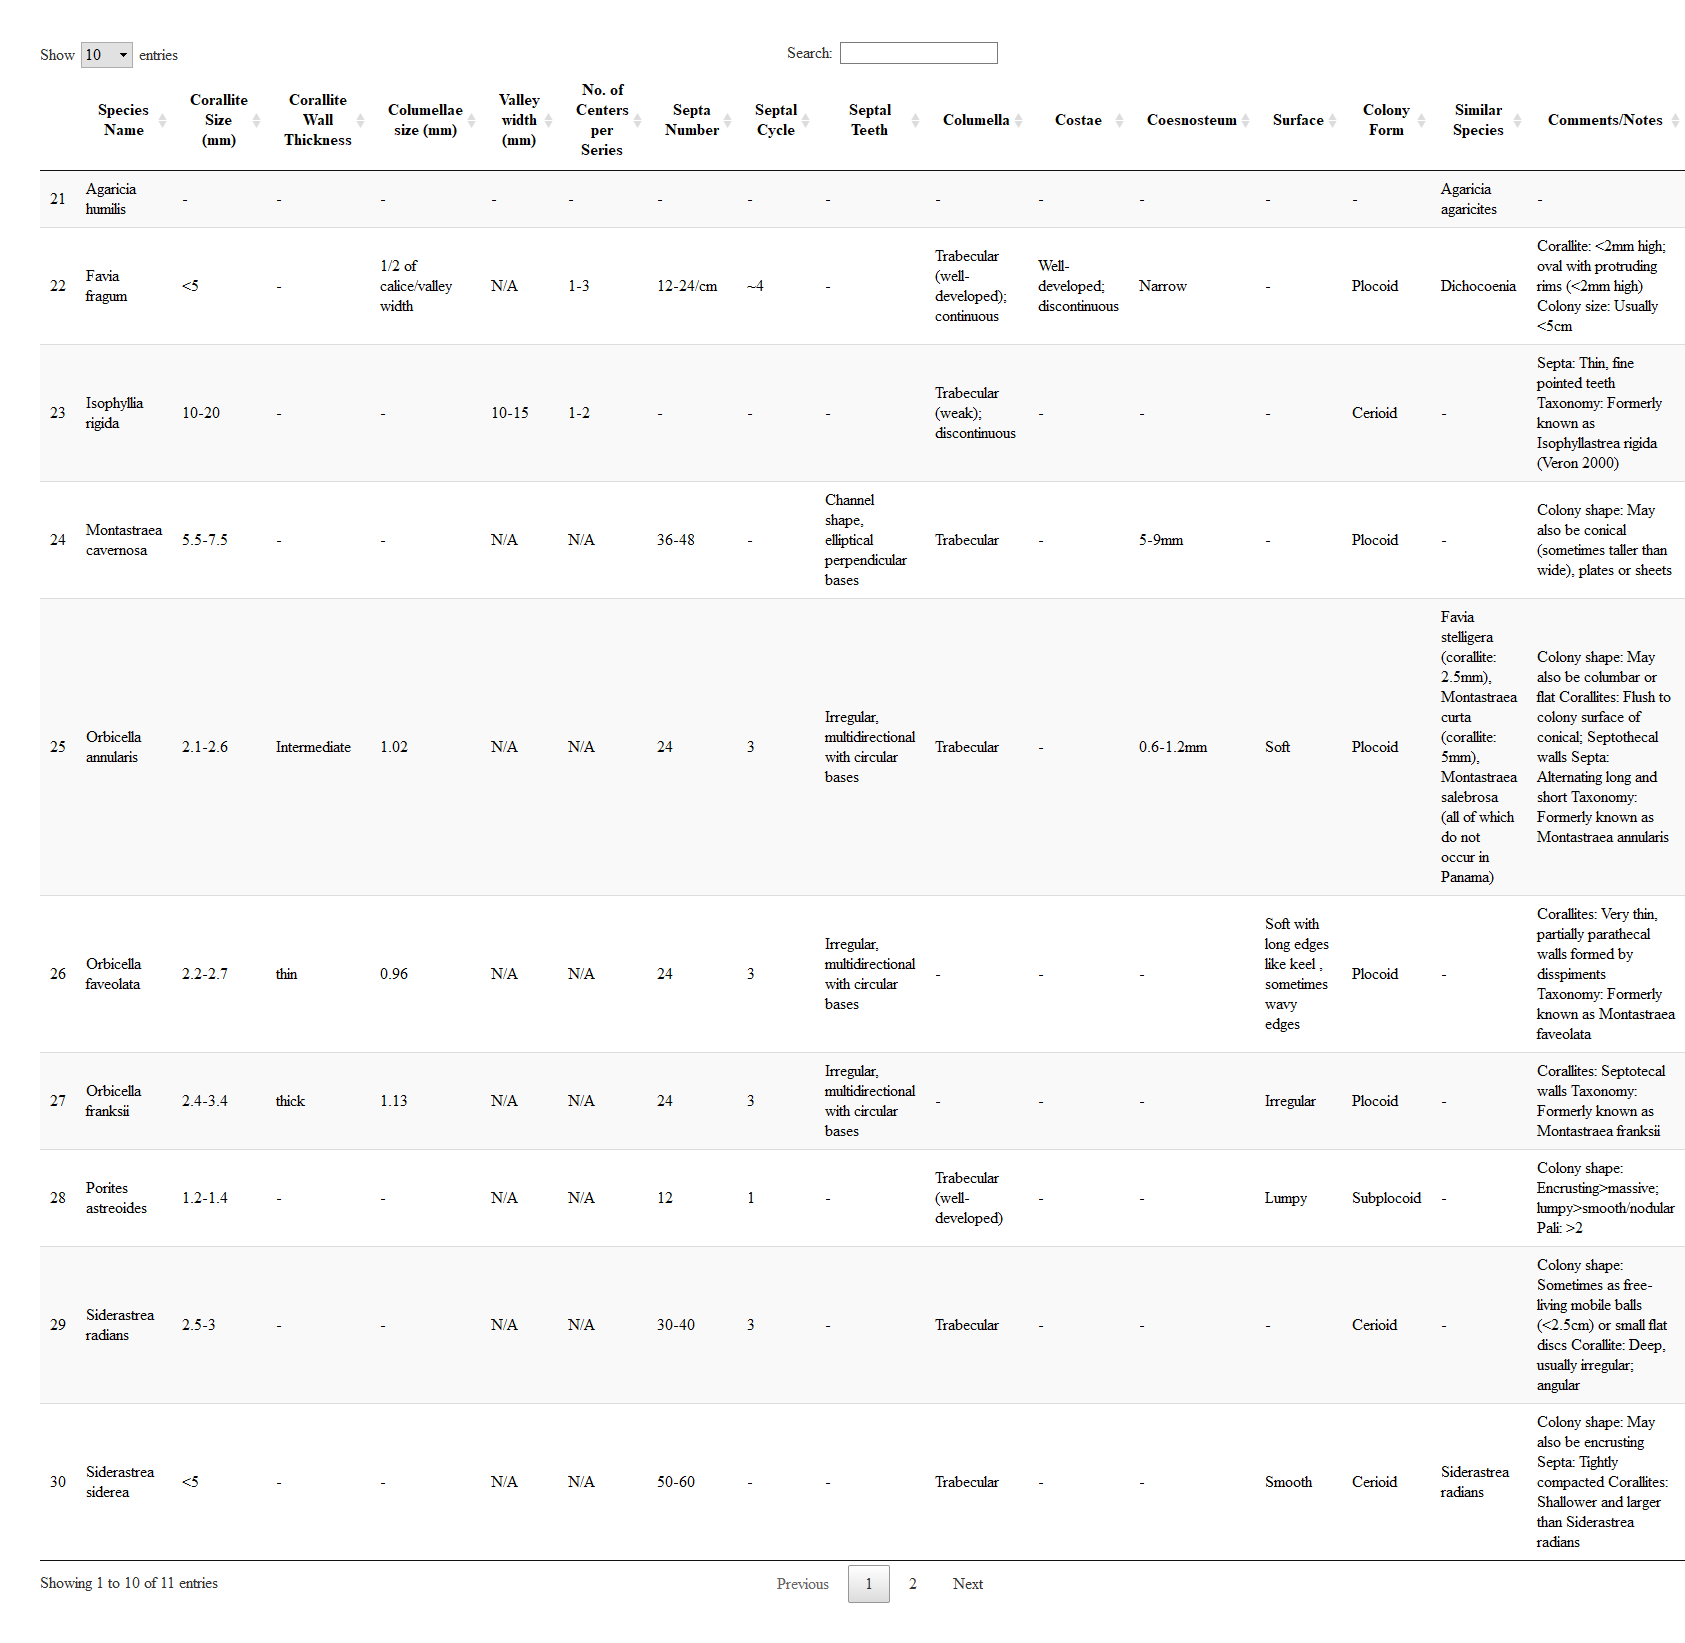 Show 10 entries
Search:
Species Name
Corallite Size (mm)
Corallite Wall Thickness
Columellae size (mm)
Valley width (mm)
No. of Centers per Series
Septa Number
Septal Cycle
Septal Teeth
Columella
Costae
Coesnosteum
Surface
Colony Form
Similar Species
Comments/Notes
21 Agaricia humilis - - - - - - - - - - - - - Agaricia agaricites -
22 Favia fragum <5 - 1/2 of calice/valley width N/A 1-3 12-24/cm ~4 - Trabecular (well-developed); continuous Well-developed; discontinuous Narrow - Plocoid Dichocoenia Corallite: <2mm high; oval with protruding rims (<2mm high) Colony size: Usually <5cm
23 Isophyllia rigida 10-20 - - 10-15 1-2 - - - Trabecular (weak); discontinuous - - - Cerioid - Septa: Thin, fine pointed teeth Taxonomy: Formerly known as Isophyllastrea rigida (Veron 2000)
24 Montastraea cavernosa 5.5-7.5 - - N/A N/A 36-48 - Channel shape, elliptical perpendicular bases Trabecular - 5-9mm - Plocoid - Colony shape: May also be conical (sometimes taller than wide), plates or sheets
25 Orbicella annularis 2.1-2.6 Intermediate 1.02 N/A N/A 24 3 Irregular, multidirectional with circular bases Trabecular - 0.6-1.2mm Soft Plocoid Favia stelligera (corallite: 2.5mm), Montastraea curta (corallite: 5mm), Montastraea salebrosa (all of which do not occur in Panama) Colony shape: May also be columbar or flat Corallites: Flush to colony surface of conical; Septothecal walls Septa: Alternating long and short Taxonomy: Formerly known as Montastraea annularis
26 Orbicella faveolata 2.2-2.7 thin 0.96 N/A N/A 24 3 Irregular, multidirectional with circular bases - - - Soft with long edges like keel , sometimes wavy edges Plocoid - Corallites: Very thin, partially parathecal walls formed by disspiments Taxonomy: Formerly known as Montastraea faveolata
27 Orbicella franksii 2.4-3.4 thick 1.13 N/A N/A 24 3 Irregular, multidirectional with circular bases - - - Irregular Plocoid - Corallites: Septotecal walls Taxonomy: Formerly known as Montastraea franksii
28 Porites astreoides 1.2-1.4 - - N/A N/A 12 1 - Trabecular (well-developed) - - Lumpy Subplocoid - Colony shape: Encrusting>massive; lumpy>smooth/nodular Pali: >2
29 Siderastrea radians 2.5-3 - - N/A N/A 30-40 3 - Trabecular - - - Cerioid - Colony shape: Sometimes as free-living mobile balls (<2.5cm) or small flat discs Corallite: Deep, usually irregular; angular
30 Siderastrea siderea <5 - - N/A N/A 50-60 - - Trabecular - - Smooth Cerioid Siderastrea radians Colony shape: May also be encrusting Septa: Tightly compacted Corallites: Shallower and larger than Siderastrea radians
Showing 1 to 10 of 11 entries
Previous 1 2 Next